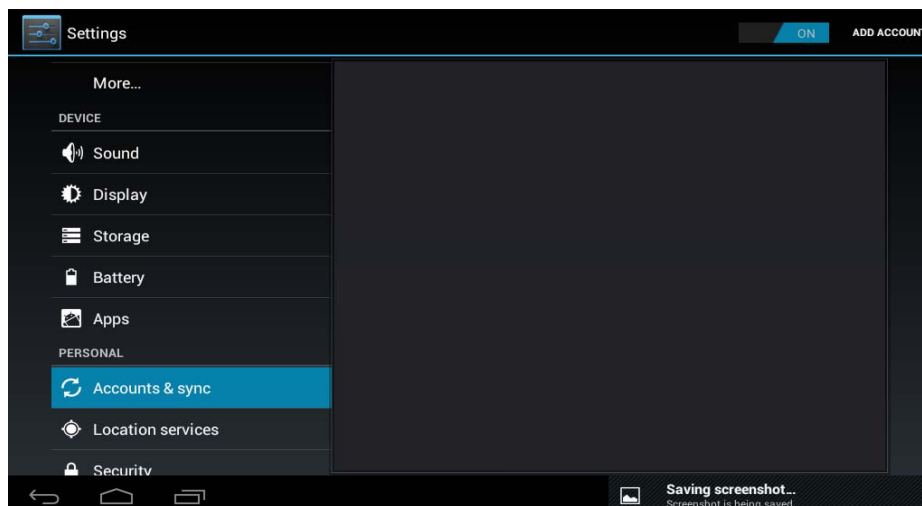 Settings
ON
ADD ACCOUN
More...
DEVICE
Sound
Display
Storage
Battery
Apps
PERSONAL
Accounts & sync
Location services
Security
Saving screenshot...
Screenshot is being saved